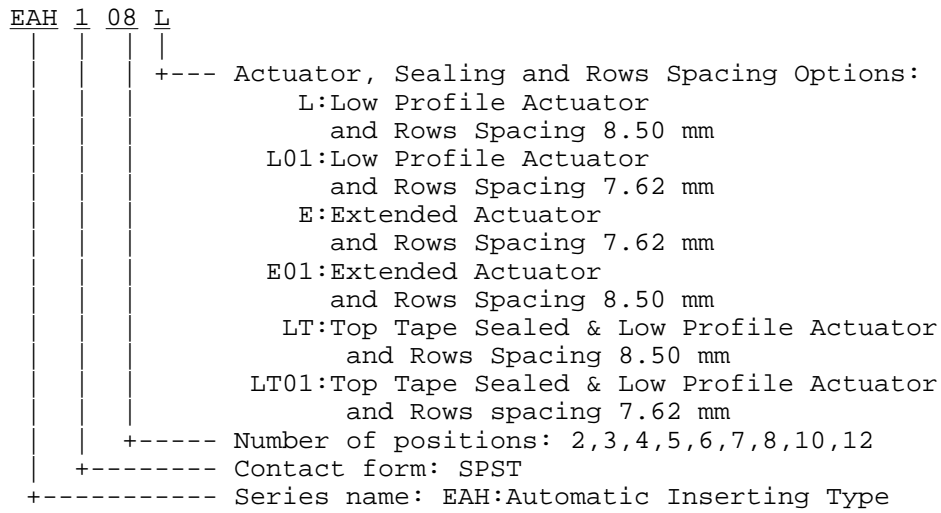 EAH 1 08 L
+--- Actuator, Sealing and Rows Spacing Options:
L:Low Profile Actuator
and Rows Spacing 8.50 mm
L01:Low Profile Actuator
and Rows Spacing 7.62 mm
E:Extended Actuator
and Rows Spacing 7.62 mm
E01:Extended Actuator
and Rows Spacing 8.50 mm
LT:Top Tape Sealed & Low Profile Actuator
and Rows Spacing 8.50 mm
LT01:Top Tape Sealed & Low Profile Actuator
and Rows spacing 7.62 mm
+----- Number of positions: 2,3,4,5,6,7,8,10,12
+-------- Contact form: SPST
+----------- Series name: EAH:Automatic Inserting Type